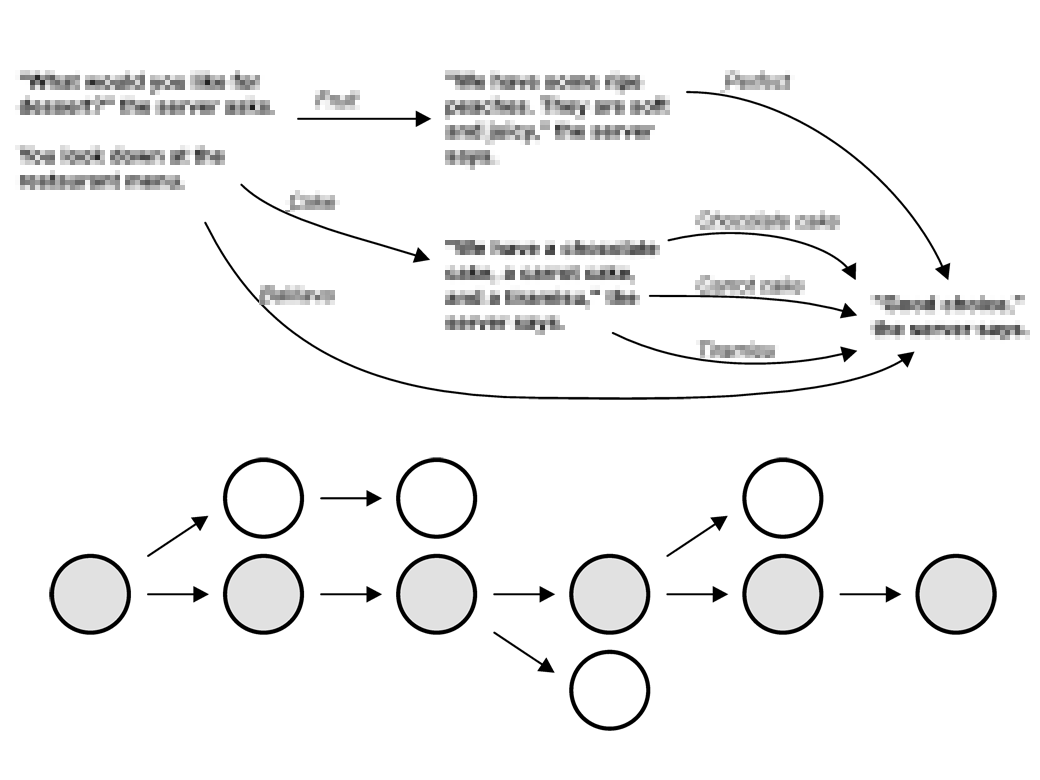 "What would you like for
dessert?" the server asks.
You look down at the
restaurant menu.
Fruit
Cake
Baklava
"We have some ripe
peaches. They are soft
and juicy," the server
says.
Perfect
"We have a chocolate
cake, a carrot cake,
and a tiramisu," the
server says.
Chocolate cake
Carrot cake
Tiramisu
"Good choice,"
the server says.